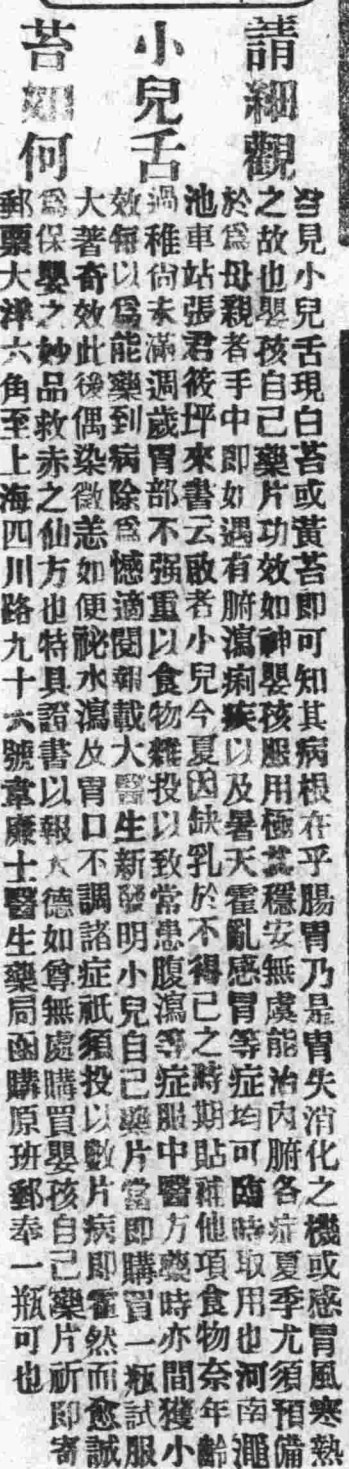 請細觀
小兒舌
苔如何
當見小兒舌現白苔或黃苔即可知其病根在乎腸胃乃是胃失消化之機或感胃風寒熱
之故也嬰孩自己藥片功效如神嬰孩服用極其穩安無虞能治內腑各症夏季尤須預備
於爲母親者手中即如遇有腑瀉痢疾以及暑天霍亂感冒等症均可臨時取用也河南澠
池車站張君筱坪來書云敝者小兒今夏因缺乳於不得已之時期貼補他項食物奈年齡
過稚尙未滿週歲胃部不强重以食物雜投以致常患腹瀉等症服中醫方藥時亦間獲小
效每以爲能藥到病除爲憾適閱報載大醫生新發明小兒自己藥片當即購買一瓶試服
大著奇效此後偶染微恙如便祕水瀉及胃口不調諸症祇須投以數片病即霍然而愈誠
爲保嬰之妙品救赤之仙方也特具證書以報大德如尊無處購買嬰孩自己藥片祈即寄
郵票大洋六角至上海四川路九十六號韋廉士醫生藥局函購原班郵奉一瓶可也